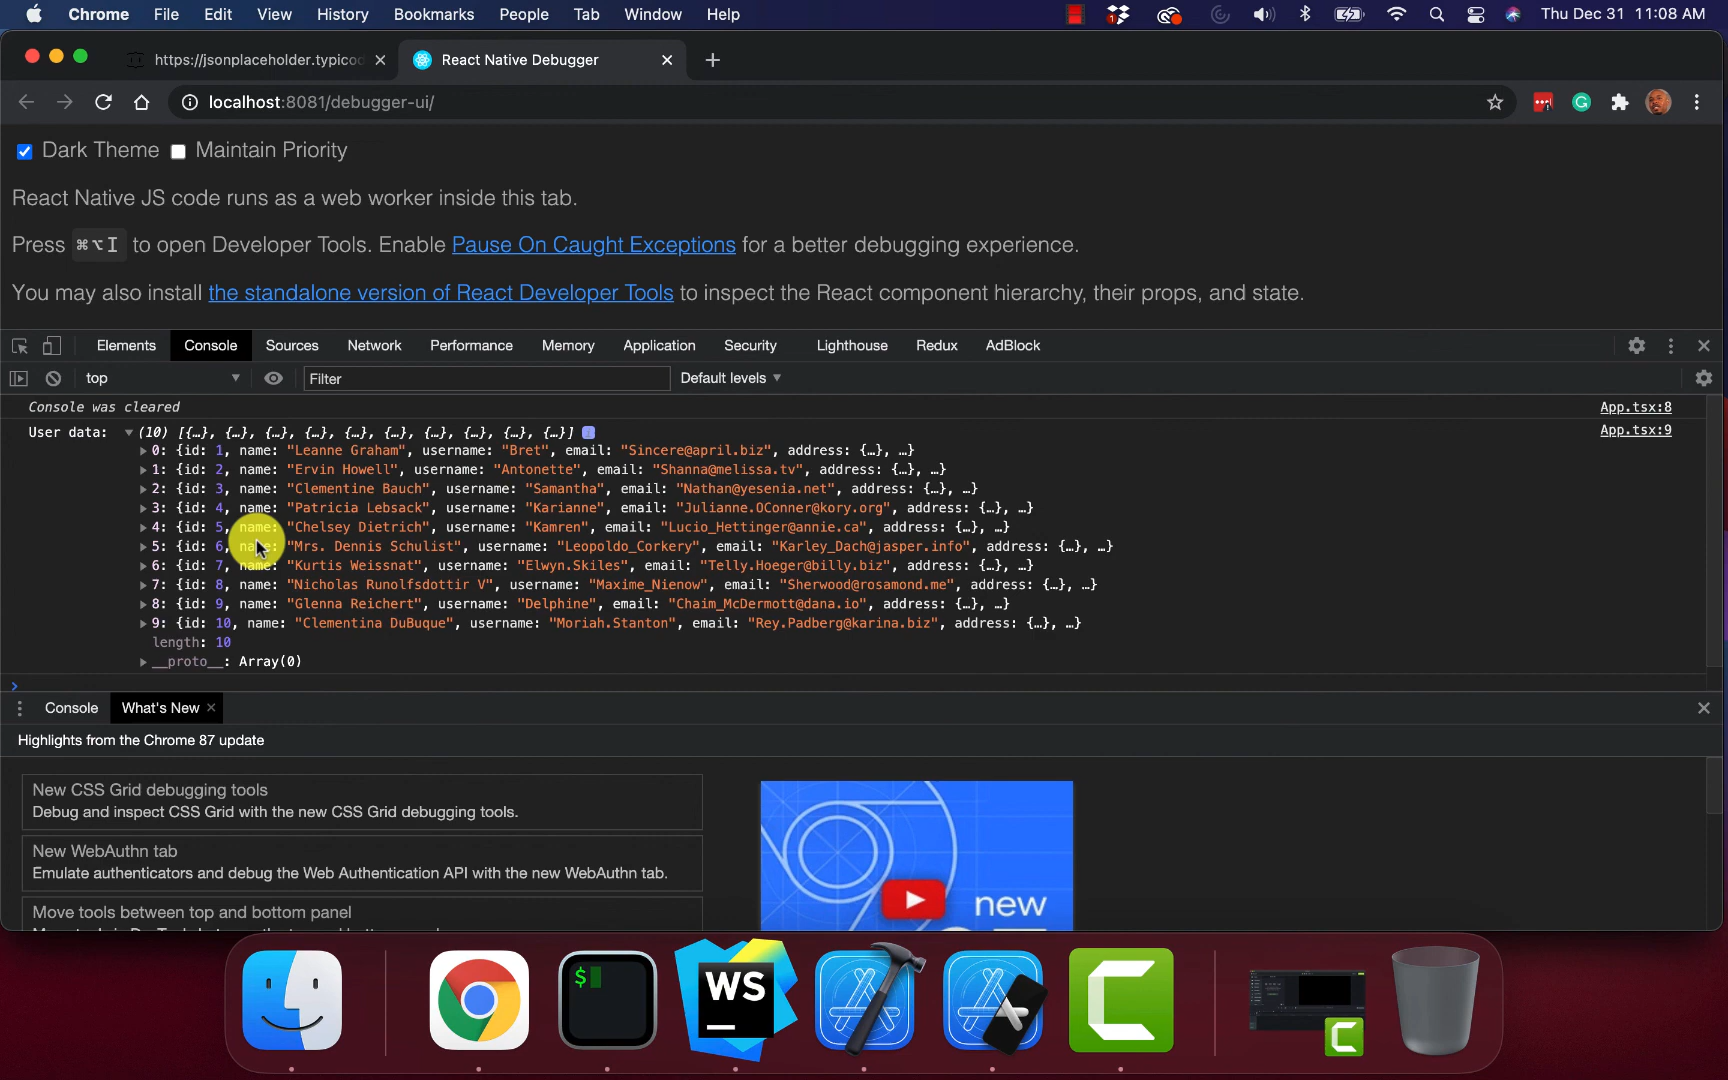 Chrome File Edit View History Bookmarks People Tab Window Help Thu Dec 31 11:08 AM
https://jsonplaceholder.typico React Native Debugger
localhost:8081/debugger-ui/
Dark Theme Maintain Priority
React Native JS code runs as a web worker inside this tab.
Press ⌘⌥I to open Developer Tools. Enable Pause On Caught Exceptions for a better debugging experience.
You may also install the standalone version of React Developer Tools to inspect the React component hierarchy, their props, and state.
Elements Console Sources Network Performance Memory Application Security Lighthouse Redux AdBlock
top Filter Default levels
Console was cleared App.tsx:8
User data: (10) [{…}, {…}, {…}, {…}, {…}, {…}, {…}, {…}, {…}, {…}] App.tsx:9
0: {id: 1, name: "Leanne Graham", username: "Bret", email: "Sincere@april.biz", address: {…}, …}
1: {id: 2, name: "Ervin Howell", username: "Antonette", email: "Shanna@melissa.tv", address: {…}, …}
2: {id: 3, name: "Clementine Bauch", username: "Samantha", email: "Nathan@yesenia.net", address: {…}, …}
3: {id: 4, name: "Patricia Lebsack", username: "Karianne", email: "Julianne.OConner@kory.org", address: {…}, …}
4: {id: 5, name: "Chelsey Dietrich", username: "Kamren", email: "Lucio_Hettinger@annie.ca", address: {…}, …}
5: {id: 6, name: "Mrs. Dennis Schulist", username: "Leopoldo_Corkery", email: "Karley_Dach@jasper.info", address: {…}, …}
6: {id: 7, name: "Kurtis Weissnat", username: "Elwyn.Skiles", email: "Telly.Hoeger@billy.biz", address: {…}, …}
7: {id: 8, name: "Nicholas Runolfsdottir V", username: "Maxime_Nienow", email: "Sherwood@rosamond.me", address: {…}, …}
8: {id: 9, name: "Glenna Reichert", username: "Delphine", email: "Chaim_McDermott@dana.io", address: {…}, …}
9: {id: 10, name: "Clementina DuBuque", username: "Moriah.Stanton", email: "Rey.Padberg@karina.biz", address: {…}, …}
length: 10
__proto__: Array(0)
Console What's New
Highlights from the Chrome 87 update
New CSS Grid debugging tools
Debug and inspect CSS Grid with the new CSS Grid debugging tools.
New WebAuthn tab
Emulate authenticators and debug the Web Authentication API with the new WebAuthn tab.
Move tools between top and bottom panel
new
$
WS